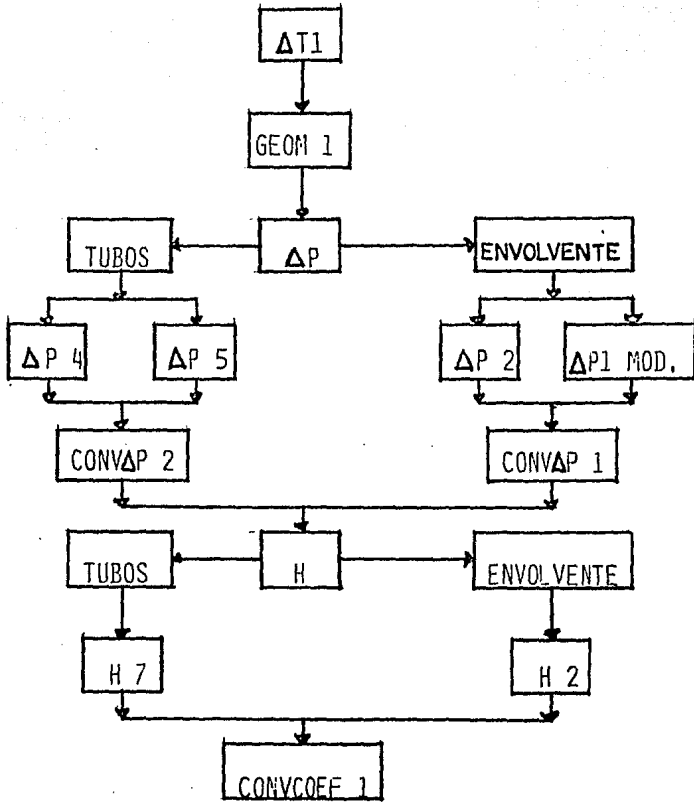 ΔT1
GEOM 1
TUBOS
ΔP
ENVOLVENTE
ΔP 4
ΔP 5
ΔP 2
ΔP1 MOD.
CONVΔP 2
CONVΔP 1
TUBOS
H
ENVOLVENTE
H 7
H 2
CONVCOEF 1